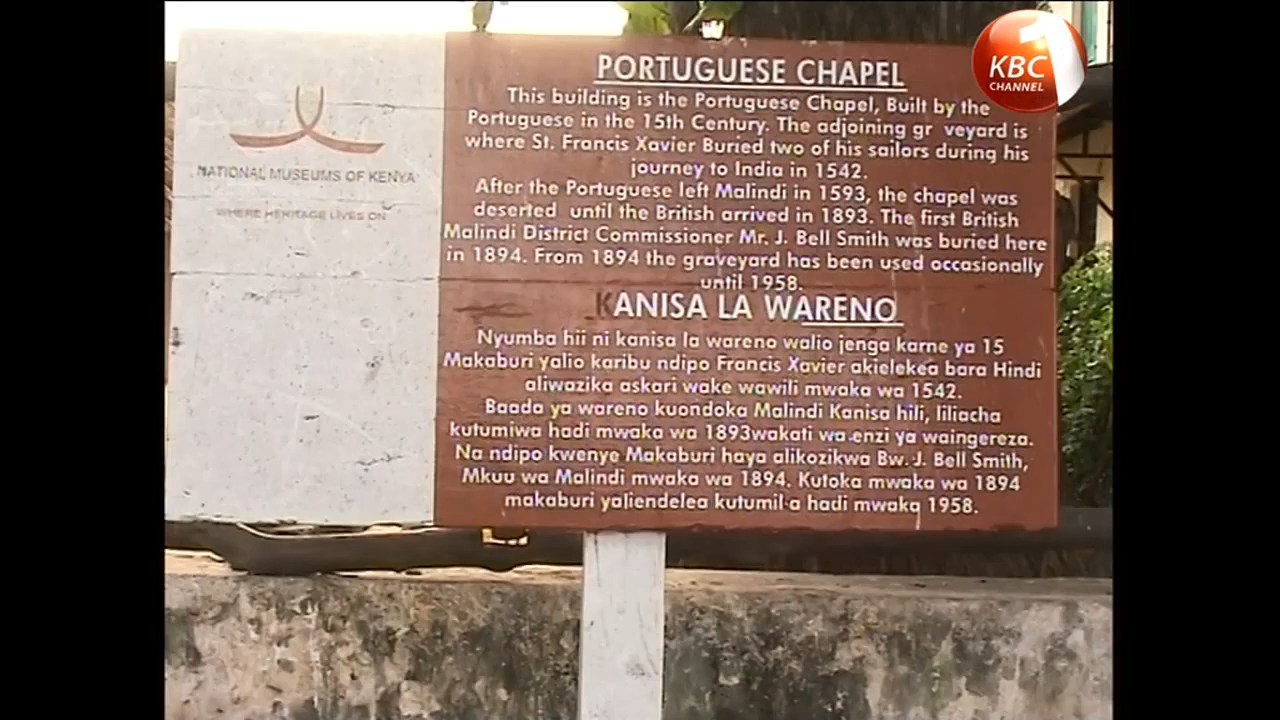 NATIONAL MUSEUMS OF KENYA
WHERE HERITAGE LIVES ON
PORTUGUESE CHAPEL
This building is the Portuguese Chapel, Built by the
Portuguese in the 15th Century. The adjoining gr veyard is
where St. Francis Xavier Buried two of his sailors during his
journey to India in 1542.
After the Portuguese left Malindi in 1593, the chapel was
deserted until the British arrived in 1893. The first British
Malindi District Commissioner Mr. J. Bell Smith was buried here
in 1894. From 1894 the graveyard has been used occasionally
until 1958.
KANISA LA WARENO
Nyumba hii ni kanisa la wareno walio jenga karne ya 15
Makaburi yalio karibu ndipo Francis Xavier akielekea bara Hindi
aliwazika askari wake wawili mwaka wa 1542.
Baada ya wareno kuondoka Malindi Kanisa hili, liliacha
kutumiwa hadi mwaka wa 1893wakati wa enzi ya waingereza.
Na ndipo kwenye Makaburi haya alikozikwa Bw. J. Bell Smith,
Mkuu wa Malindi mwaka wa 1894. Kutoka mwaka wa 1894
makaburi yaliendelea kutumil a hadi mwaka 1958.
KBC 1
CHANNEL